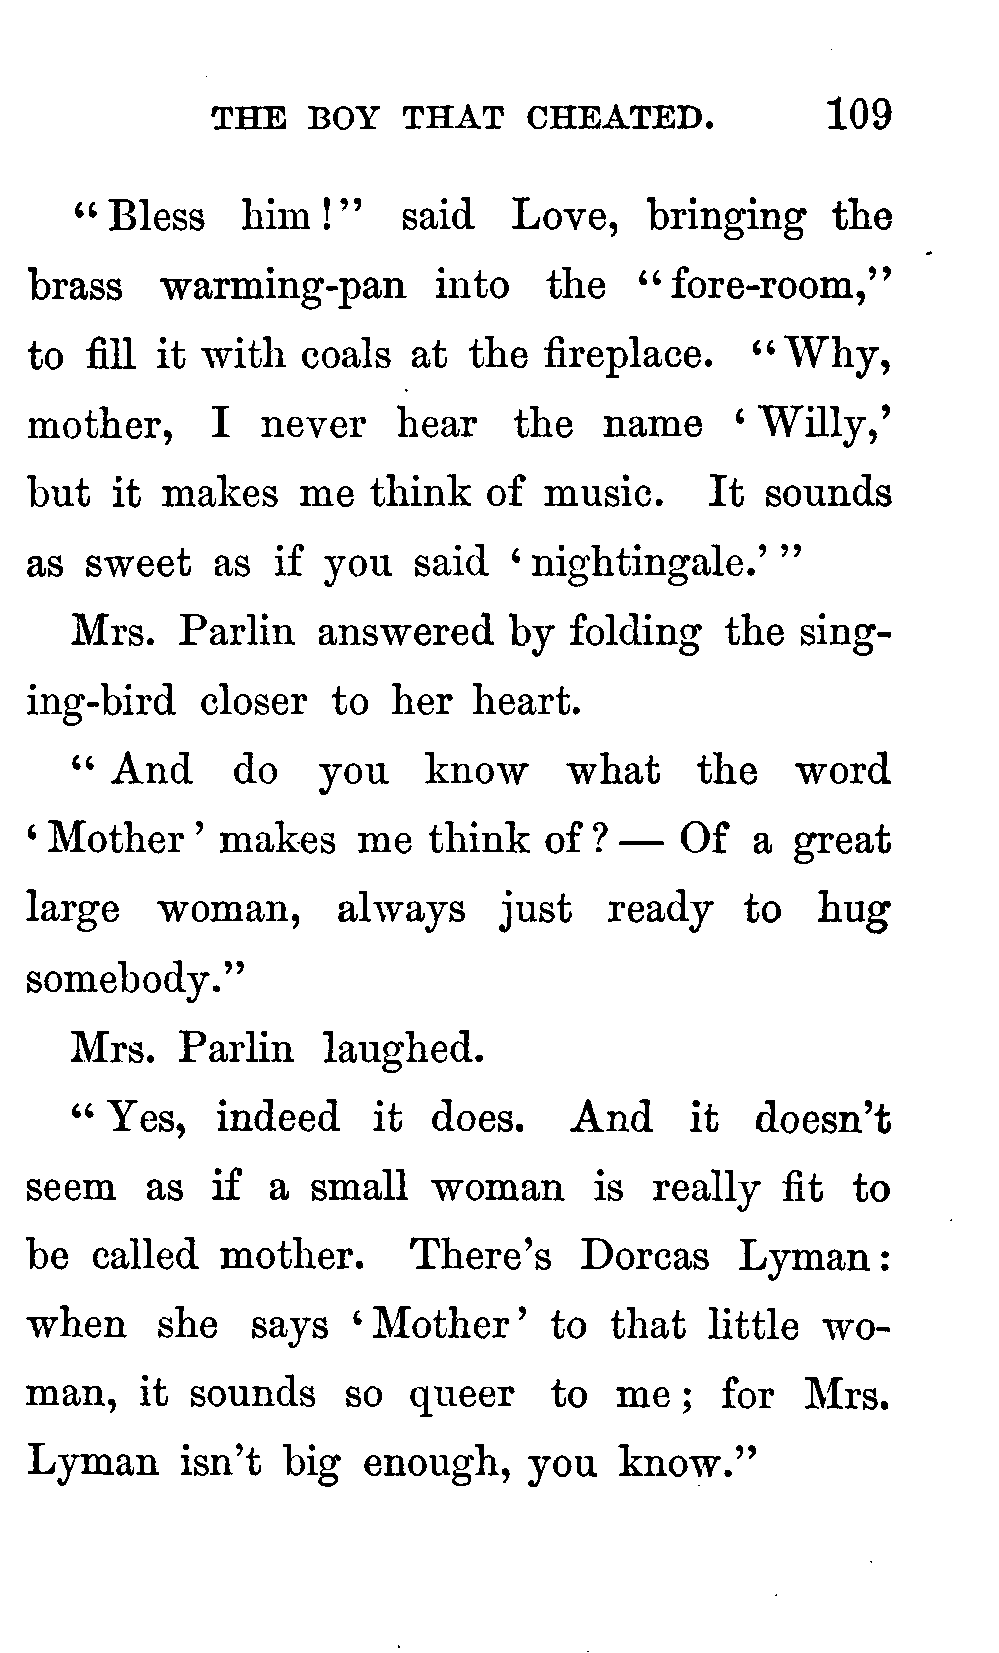 THE BOY THAT CHEATED. 109
“Bless him!” said Love, bringing the
brass warming-pan into the “fore-room,”
to fill it with coals at the fireplace. “Why,
mother, I never hear the name ‘Willy,’
but it makes me think of music. It sounds
as sweet as if you said ‘nightingale.’”
Mrs. Parlin answered by folding the sing-
ing-bird closer to her heart.
“And do you know what the word
‘Mother’ makes me think of?— Of a great
large woman, always just ready to hug
somebody.”
Mrs. Parlin laughed.
“Yes, indeed it does. And it doesn’t
seem as if a small woman is really fit to
be called mother. There’s Dorcas Lyman:
when she says ‘Mother’ to that little wo-
man, it sounds so queer to me; for Mrs.
Lyman isn’t big enough, you know.”